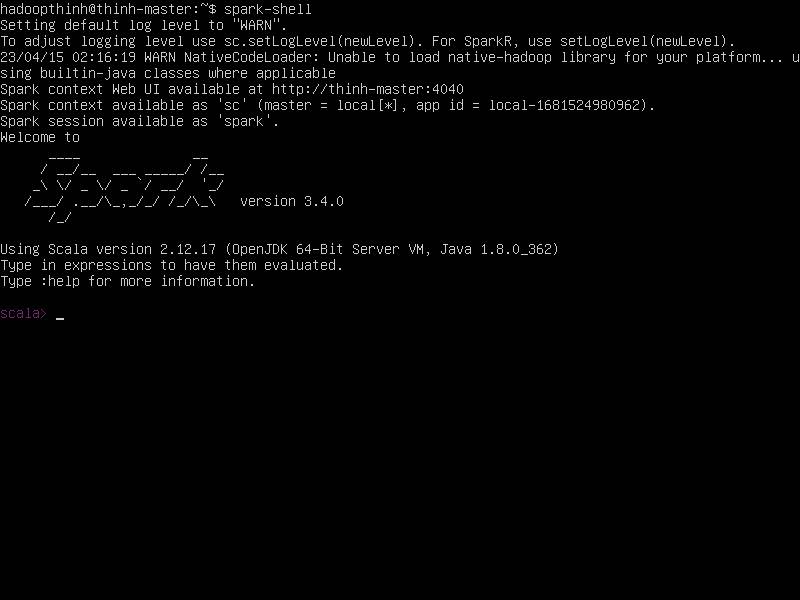 hadoopthinh@thinh-master:~$ spark-shell
Setting default log level to "WARN".
To adjust logging level use sc.setLogLevel(newLevel). For SparkR, use setLogLevel(newLevel).
23/04/15 02:16:19 WARN NativeCodeLoader: Unable to load native-hadoop library for your platform... u
sing builtin-java classes where applicable
Spark context Web UI available at http://thinh-master:4040
Spark context available as 'sc' (master = local[*], app id = local-1681524980962).
Spark session available as 'spark'.
Welcome to
      ____              __
     / __/__  ___ _____/ /__
    _\ \/ _ \/ _ `/ __/  '_/
   /___/ .__/\_,_/_/ /_/\_\   version 3.4.0
      /_/
Using Scala version 2.12.17 (OpenJDK 64-Bit Server VM, Java 1.8.0_362)
Type in expressions to have them evaluated.
Type :help for more information.
scala> _